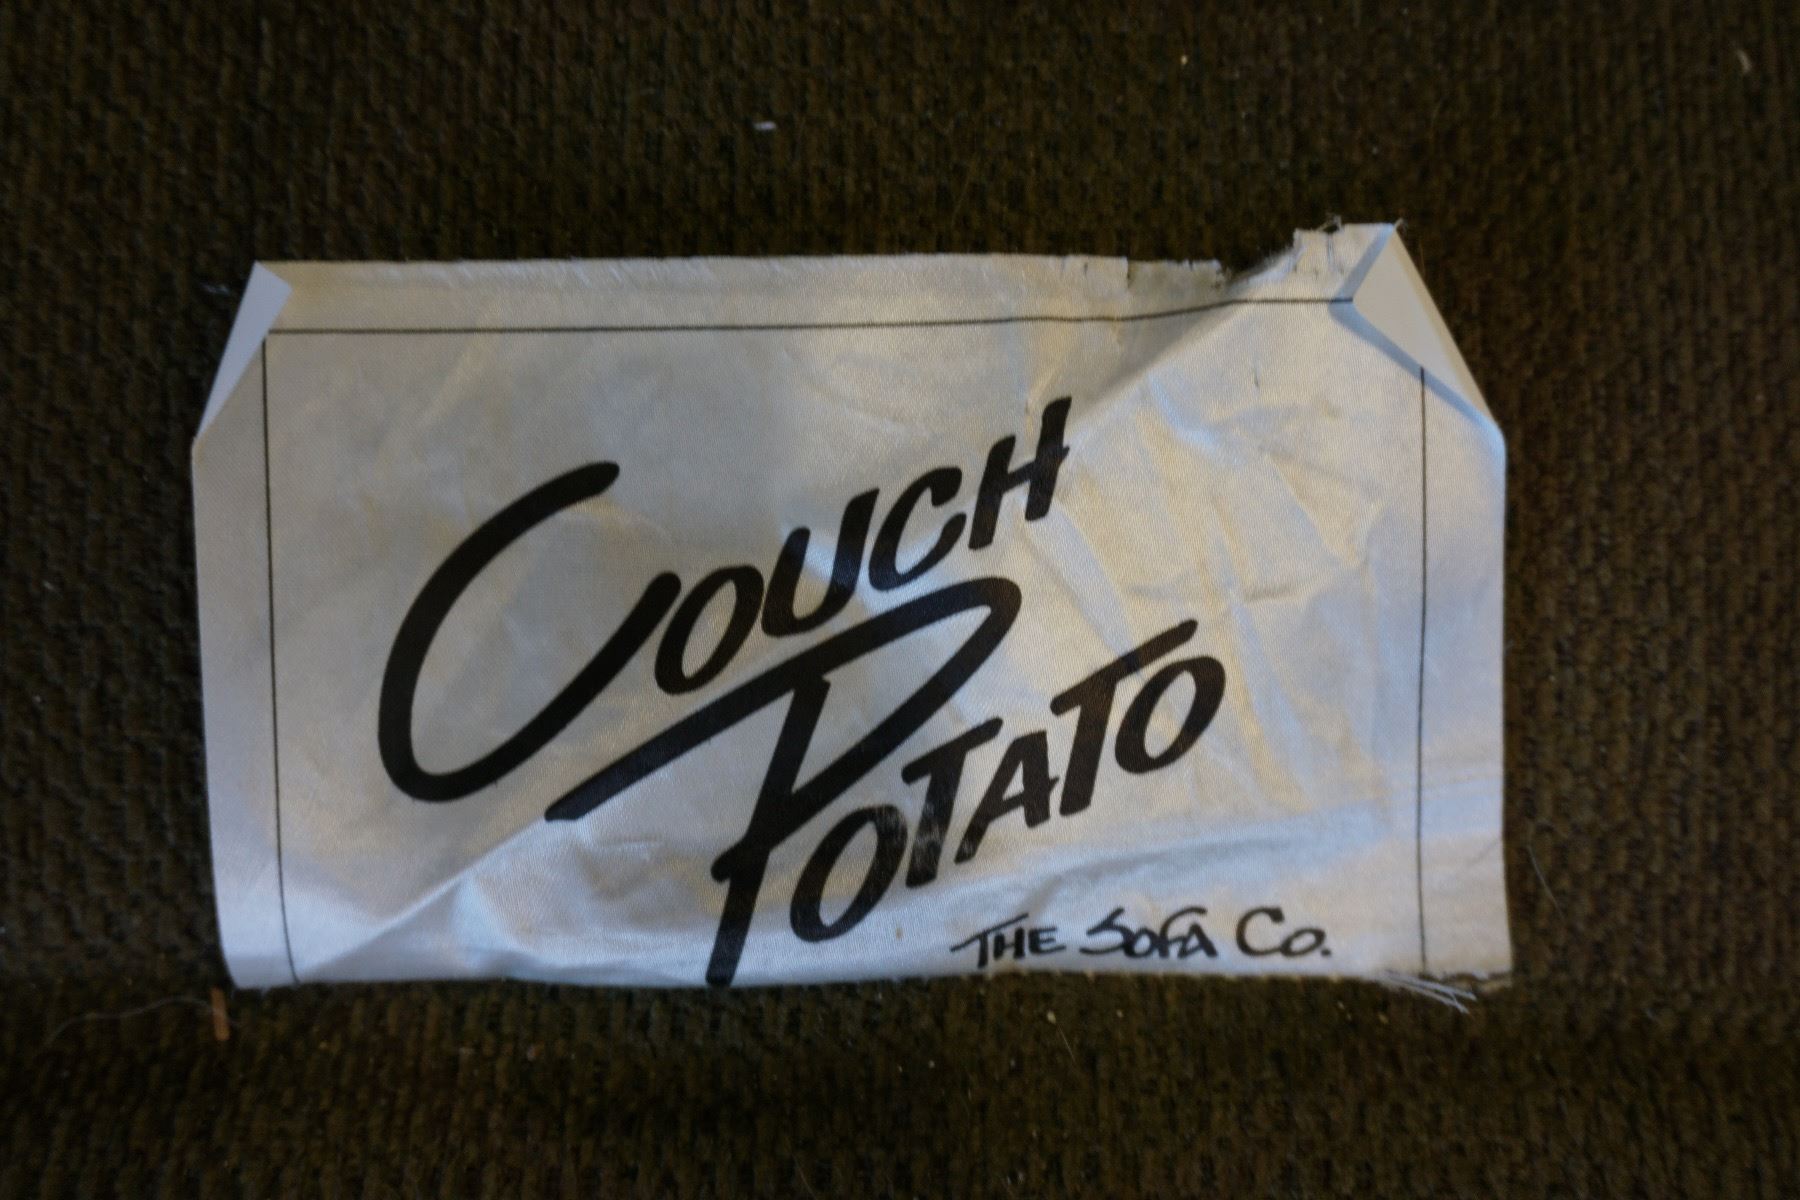 COUCH
POTATO
THE SOFA CO.